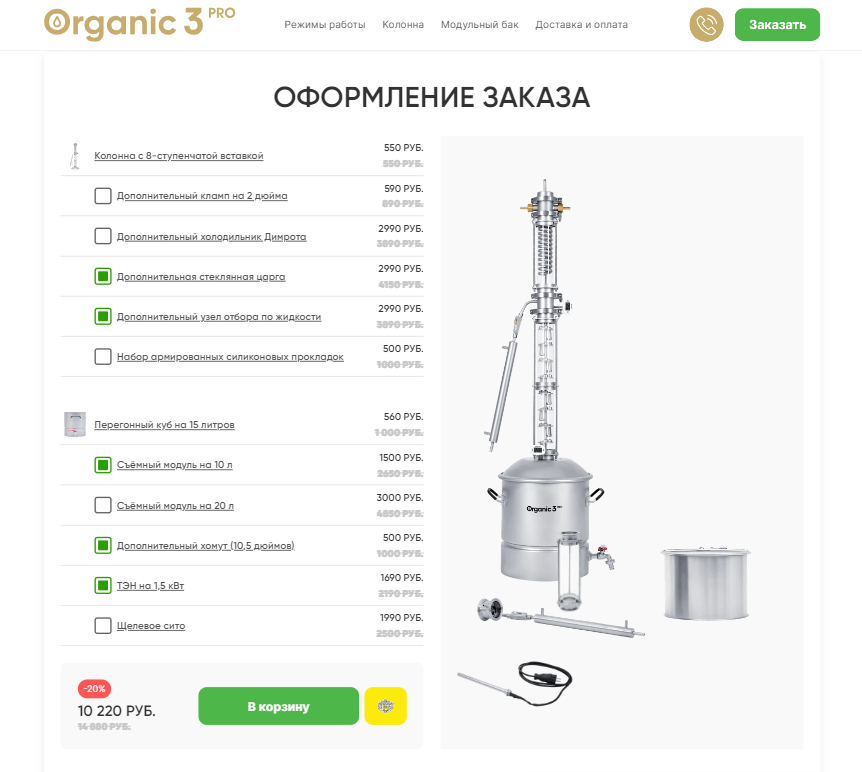 Organic 3 PRO
Режимы работы Колонна Модульный бак Доставка и оплата
Заказать
ОФОРМЛЕНИЕ ЗАКАЗА
Колонна с 8-ступенчатой вставкой 550 РУБ.
550 РУБ.
Дополнительный кламп на 2 дюйма 590 РУБ.
890 РУБ.
Дополнительный холодильник Димрота 2990 РУБ.
3890 РУБ.
Дополнительная стеклянная царга 2990 РУБ.
4150 РУБ.
Дополнительный узел отбора по жидкости 2990 РУБ.
3890 РУБ.
Набор армированных силиконовых прокладок 500 РУБ.
1000 РУБ.
Перегонный куб на 15 литров 560 РУБ.
1 000 РУБ.
Съёмный модуль на 10 л 1500 РУБ.
2650 РУБ.
Съёмный модуль на 20 л 3000 РУБ.
4850 РУБ.
Дополнительный хомут (10,5 дюймов) 500 РУБ.
1000 РУБ.
ТЭН на 1,5 кВт 1690 РУБ.
2190 РУБ.
Щелевое сито 1990 РУБ.
2500 РУБ.
-20%
10 220 РУБ.
14 880 РУБ.
В корзину
Organic 3 PRO